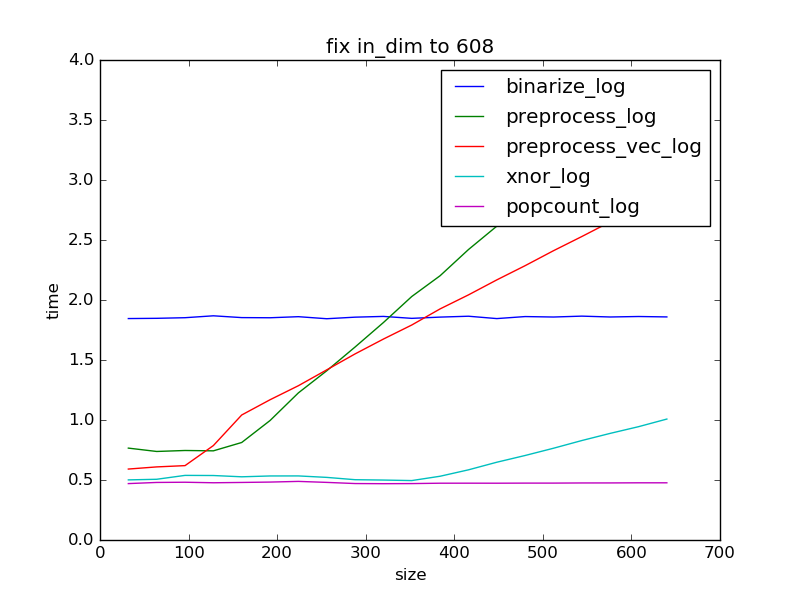 fix in_dim to 608
4.0
3.5
3.0
2.5
2.0
1.5
1.0
0.5
0.0
time
binarize_log
preprocess_log
preprocess_vec_log
xnor_log
popcount_log
0 100 200 300 400 500 600 700
size